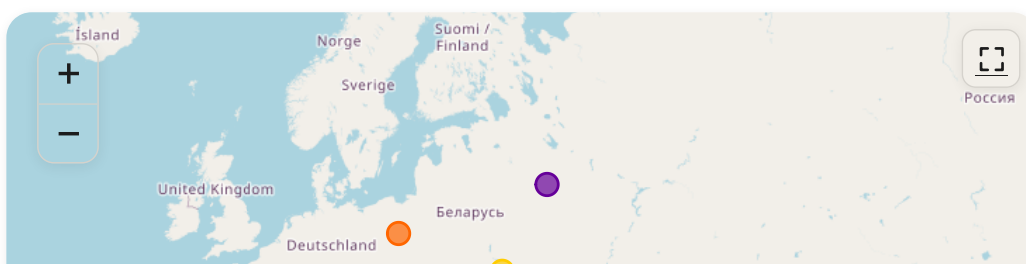 Ísland
Norge
Suomi /
Finland
Sverige
+
−
Россия
United Kingdom
Беларусь
Deutschland